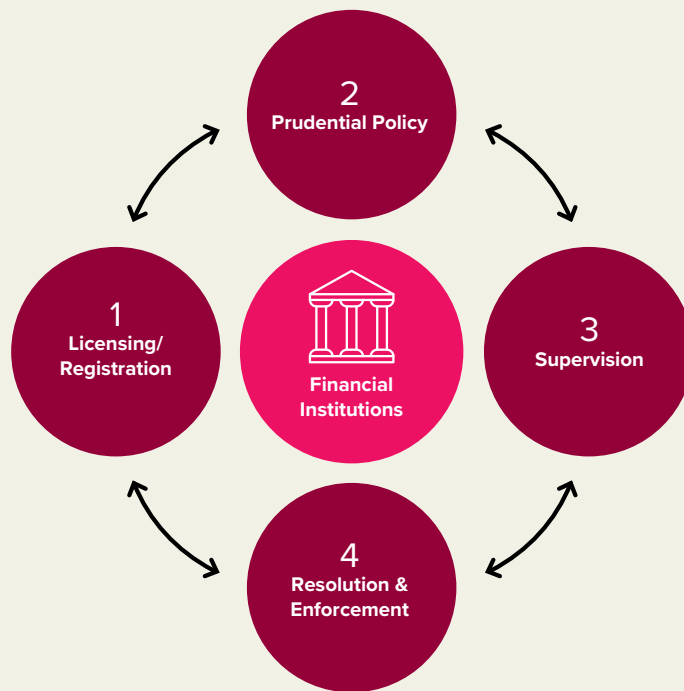 2
Prudential Policy
1
Licensing/
Registration
Financial
Institutions
3
Supervision
4
Resolution &
Enforcement